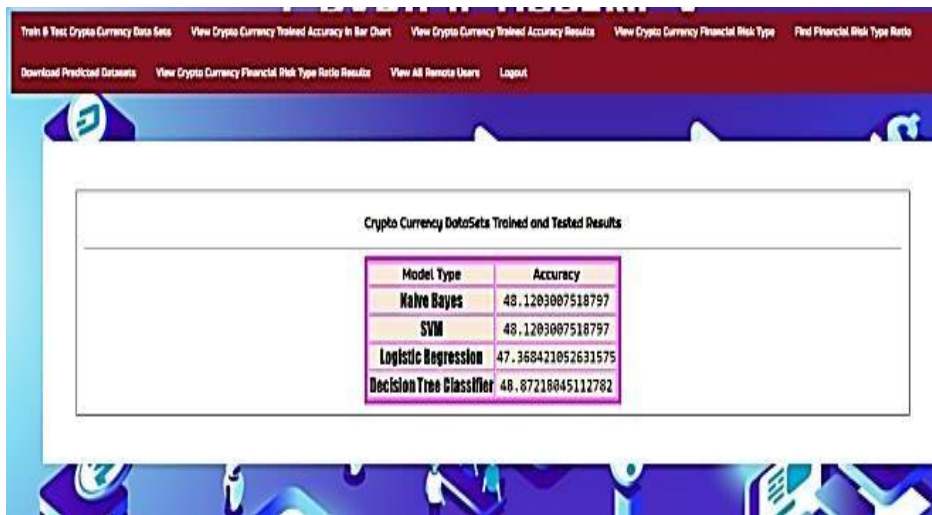 Train & Test Crypto Currency Data Sets View Crypto Currency Trained Accuracy in Bar Chart View Crypto Currency Trained Accuracy Results View Crypto Currency Financial Risk Type Find Financial Risk Type Ratio
Download Predicted Datasets View Crypto Currency Financial Risk Type Ratio Results View All Remote Users Logout
Crypto Currency DataSets Trained and Tested Results
Model Type Accuracy
Naive Bayes 48.1203007518797
SVM 48.1203007518797
Logistic Regression 47.368421052631575
Decision Tree Classifier 48.87218045112782